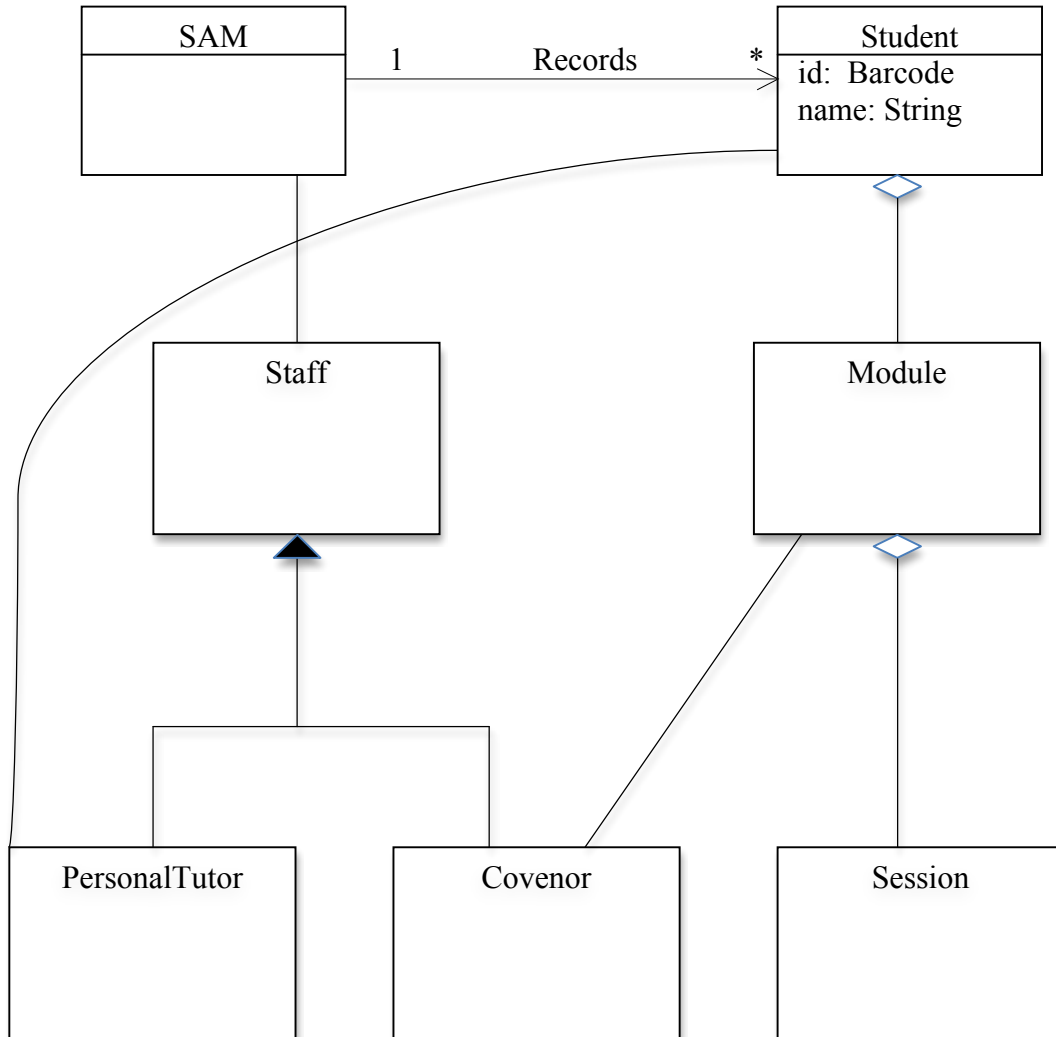 SAM
Student
1 Records *
id: Barcode
name: String
Staff
Module
PersonalTutor
Covenor
Session